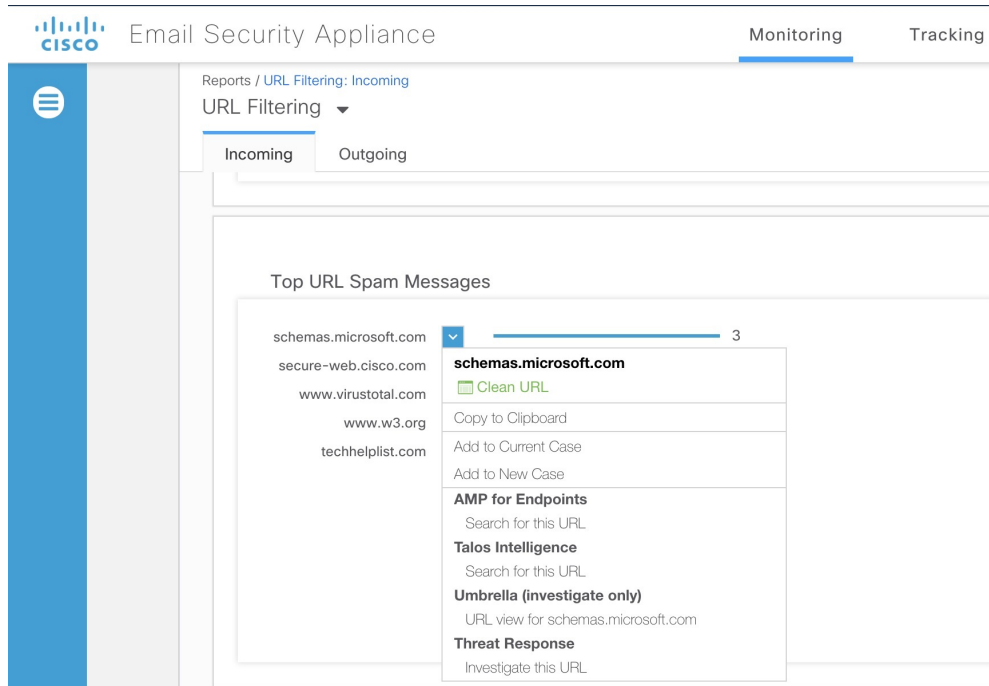 CISCO Email Security Appliance Monitoring Tracking
Reports / URL Filtering: Incoming
URL Filtering
Incoming Outgoing
Top URL Spam Messages
schemas.microsoft.com 3
secure-web.cisco.com
www.virustotal.com
www.w3.org
techhelplist.com
schemas.microsoft.com
Clean URL
Copy to Clipboard
Add to Current Case
Add to New Case
AMP for Endpoints
Search for this URL
Talos Intelligence
Search for this URL
Umbrella (investigate only)
URL view for schemas.microsoft.com
Threat Response
Investigate this URL